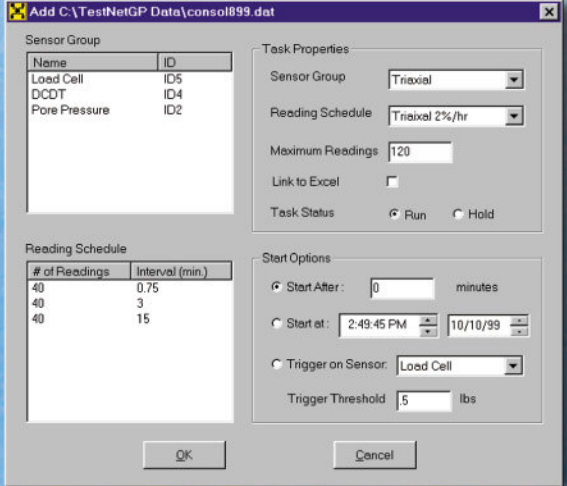 Add C:\TestNetGP Data\consol899.dat
Sensor Group
Name ID
Load Cell ID5
DCDT ID4
Pore Pressure ID2
Task Properties
Sensor Group Triaxial
Reading Schedule Triaixal 2%/hr
Maximum Readings 120
Link to Excel
Task Status Run Hold
Reading Schedule
# of Readings Interval (min.)
40 0.75
40 3
40 15
Start Options
Start After: 0 minutes
Start at: 2:49:45 PM 10/10/99
Trigger on Sensor: Load Cell
Trigger Threshold .5 lbs
OK Cancel